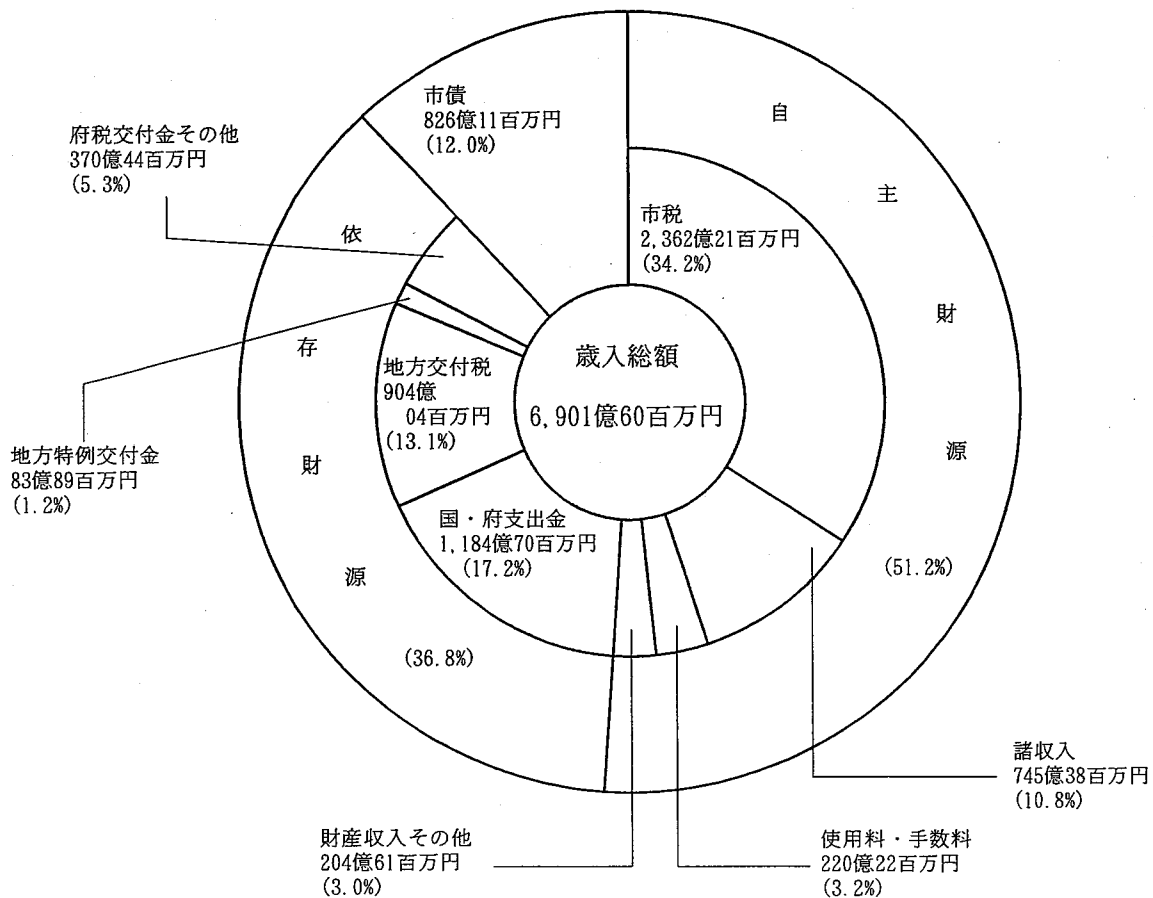 市債
826億11百万円
(12.0%)
府税交付金その他
370億44百万円
(5.3%)
地方特例交付金
83億89百万円
(1.2%)
地方交付税
904億
04百万円
(13.1%)
国・府支出金
1,184億70百万円
(17.2%)
依
存
財
源
(36.8%)
歳入総額
6,901億60百万円
市税
2,362億21百万円
(34.2%)
自
主
財
源
(51.2%)
諸収入
745億38百万円
(10.8%)
使用料・手数料
220億22百万円
(3.2%)
財産収入その他
204億61百万円
(3.0%)